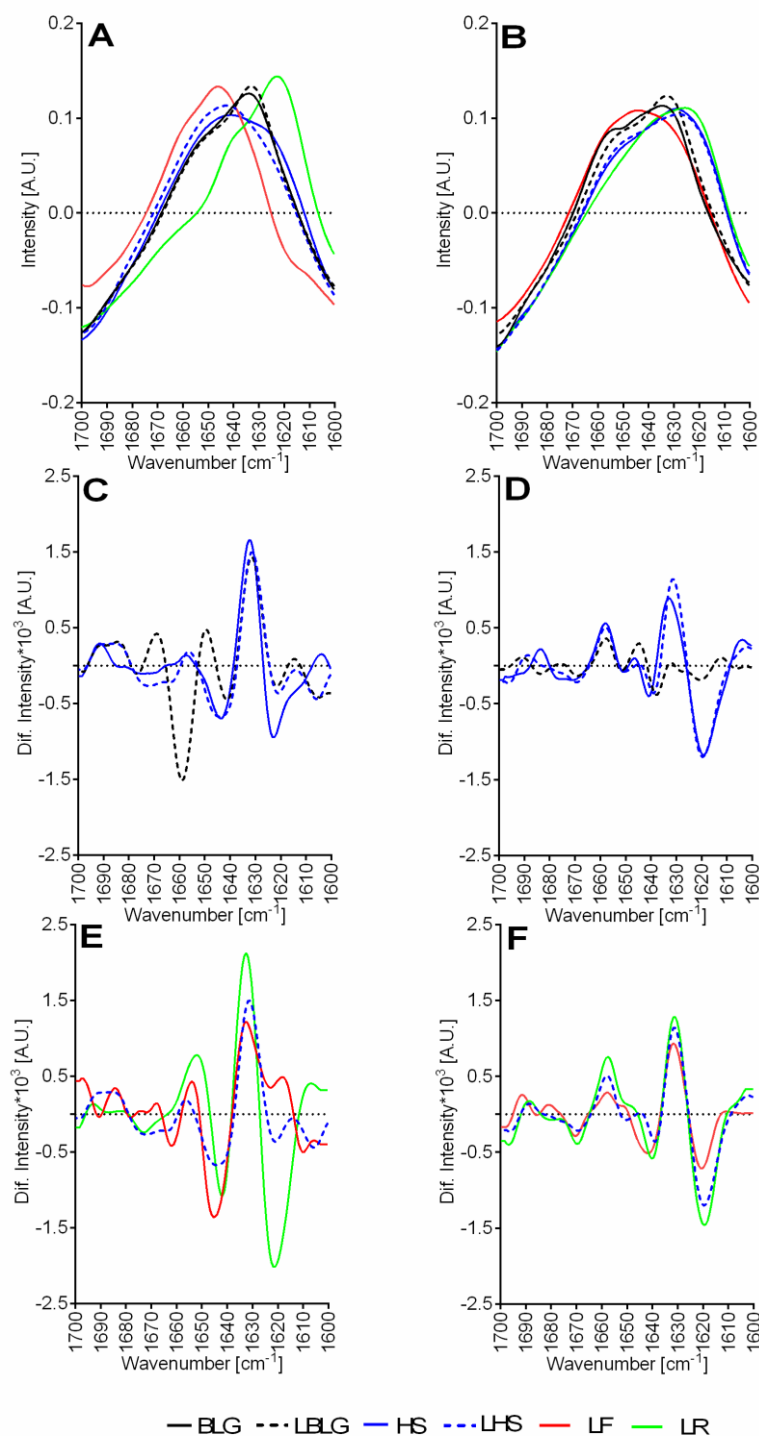 A
B
Intensity [A.U.]
0.2
0.1
0.0
-0.1
-0.2
1700 1690 1680 1670 1660 1650 1640 1630 1620 1610 1600
Wavenumber [cm-1]
Intensity [A.U.]
0.2
0.1
0.0
-0.1
-0.2
1700 1690 1680 1670 1660 1650 1640 1630 1620 1610 1600
Wavenumber [cm-1]
C
D
Dif. Intensity*10³ [A.U.]
2.5
1.5
0.5
-0.5
-1.5
-2.5
1700 1690 1680 1670 1660 1650 1640 1630 1620 1610 1600
Wavenumber [cm-1]
Dif. Intensity*10³ [A.U.]
2.5
1.5
0.5
-0.5
-1.5
-2.5
1700 1690 1680 1670 1660 1650 1640 1630 1620 1610 1600
Wavenumber [cm-1]
E
F
Dif. Intensity*10³ [A.U.]
2.5
1.5
0.5
-0.5
-1.5
-2.5
1700 1690 1680 1670 1660 1650 1640 1630 1620 1610 1600
Wavenumber [cm-1]
Dif. Intensity*10³ [A.U.]
2.5
1.5
0.5
-0.5
-1.5
-2.5
1700 1690 1680 1670 1660 1650 1640 1630 1620 1610 1600
Wavenumber [cm-1]
BLG LBLG HS LHS LF LR